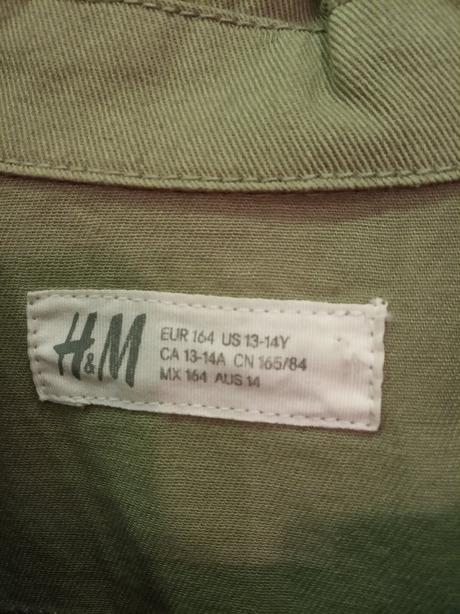 H&M
EUR 164 US 13-14Y
CA 13-14A CN 165/84
MX 164 AUS 14